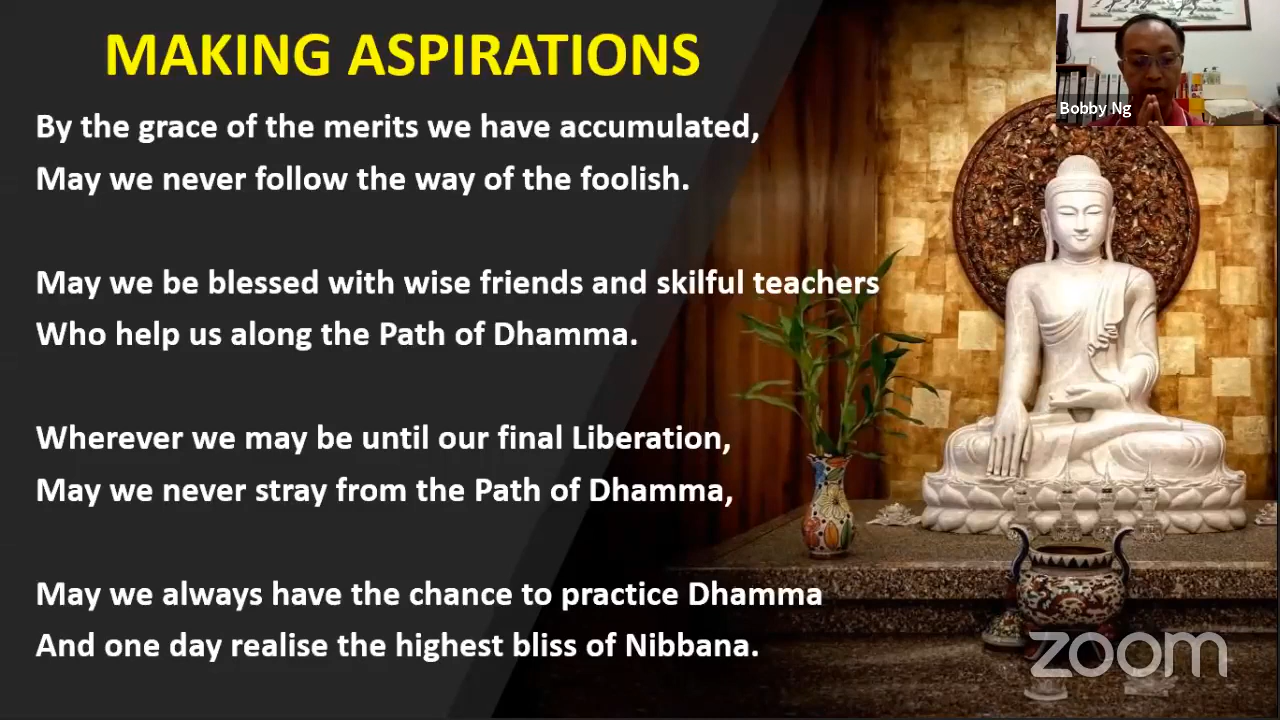 MAKING ASPIRATIONS
By the grace of the merits we have accumulated,
May we never follow the way of the foolish.
May we be blessed with wise friends and skilful teachers
Who help us along the Path of Dhamma.
Wherever we may be until our final Liberation,
May we never stray from the Path of Dhamma,
May we always have the chance to practice Dhamma
And one day realise the highest bliss of Nibbana.
Bobby Ng
zoom